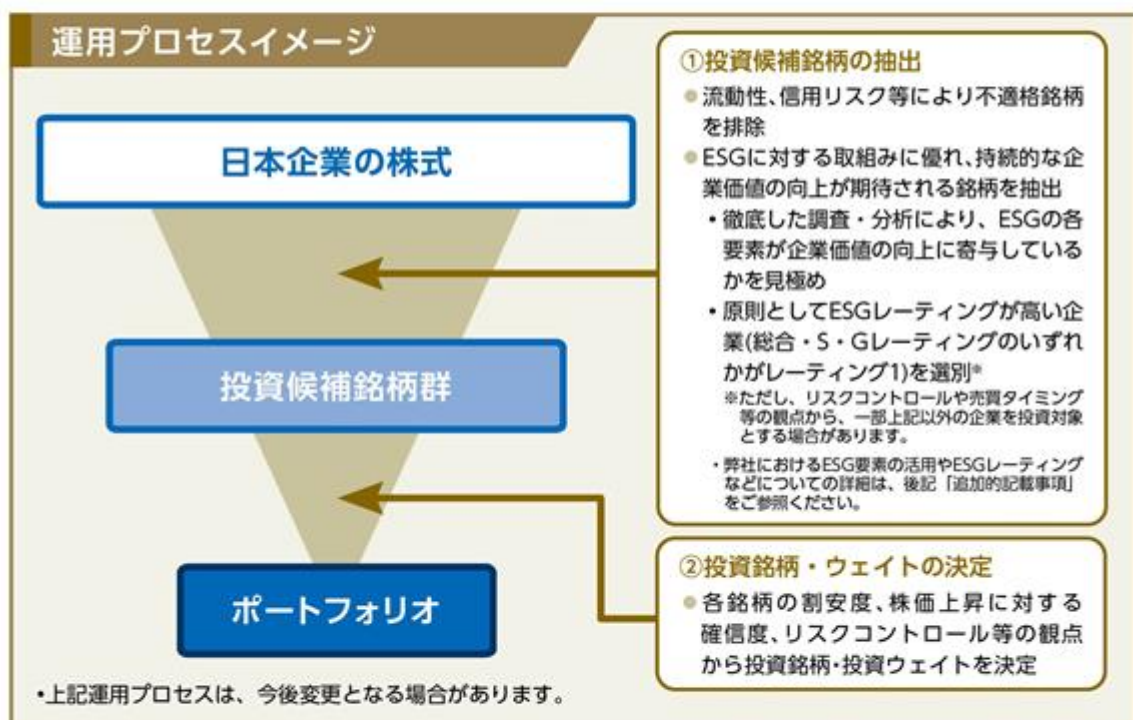 運用プロセスイメージ
日本企業の株式
投資候補銘柄群
ポートフォリオ
•上記運用プロセスは、今後変更となる場合があります。
①投資候補銘柄の抽出
●流動性、信用リスク等により不適格銘柄
を排除
●ESGに対する取組みに優れ、持続的な企
業価値の向上が期待される銘柄を抽出
・徹底した調査・分析により、ESGの各
要素が企業価値の向上に寄与している
かを見極め
・原則としてESGレーティングが高い企
業(総合・S・Gレーティングのいずれ
かがレーティング1)を選別※
※ただし、リスクコントロールや売買タイミング
等の観点から、一部上記以外の企業を投資対象
とする場合があります。
・弊社におけるESG要素の活用やESGレーティング
などについての詳細は、後記「追加的記載事項」
をご参照ください。
②投資銘柄・ウェイトの決定
●各銘柄の割安度、株価上昇に対する
確信度、リスクコントロール等の観点
から投資銘柄・投資ウェイトを決定